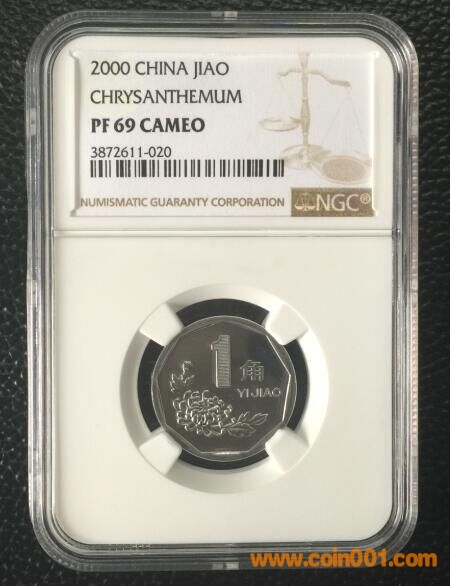 2000 CHINA JIAO
CHRYSANTHEMUM
PF 69 CAMEO
3872611-020
NUMISMATIC GUARANTY CORPORATION
NGC®
1 角
YI JIAO
www.coin001.com